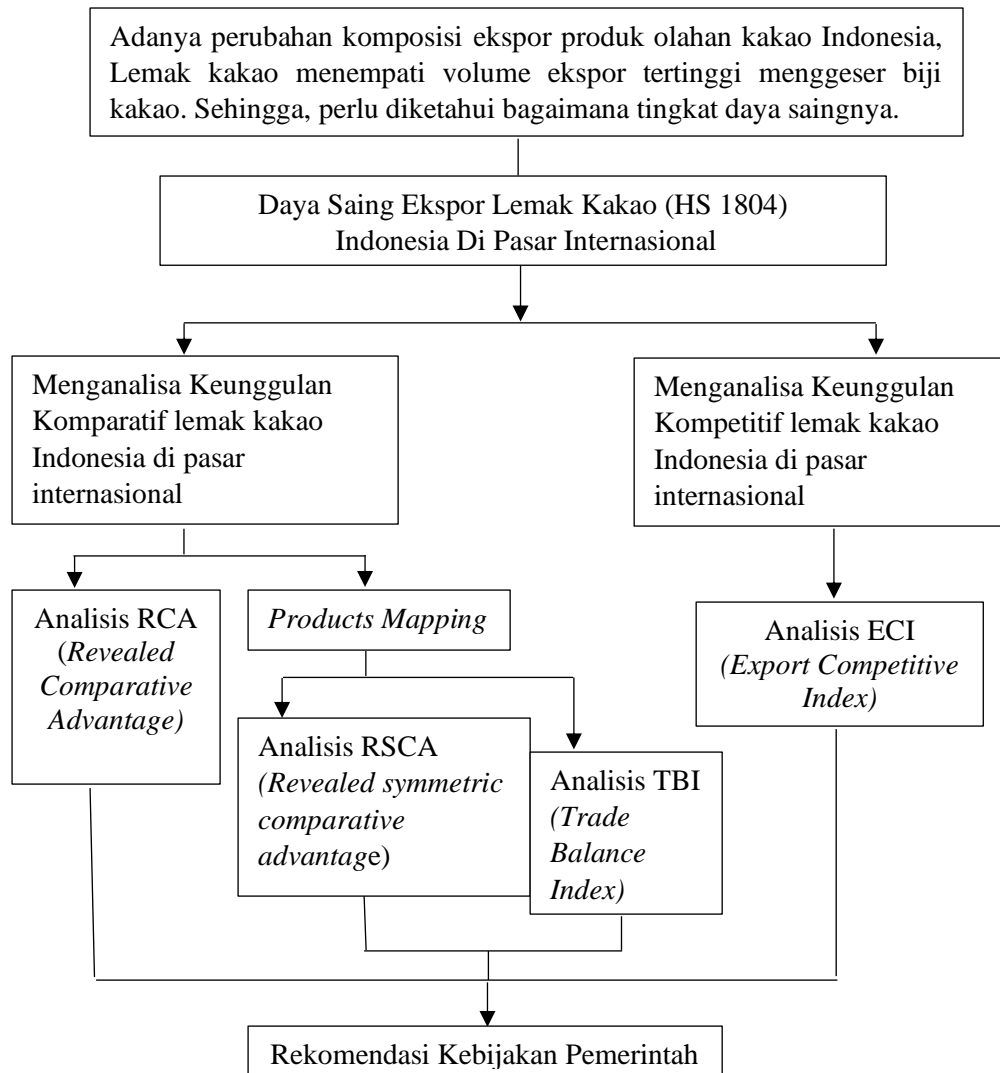 Adanya perubahan komposisi ekspor produk olahan kakao Indonesia,
Lemak kakao menempati volume ekspor tertinggi menggeser biji
kakao. Sehingga, perlu diketahui bagaimana tingkat daya saingnya.
Daya Saing Ekspor Lemak Kakao (HS 1804)
Indonesia Di Pasar Internasional
Menganalisa Keunggulan
Komparatif lemak kakao
Indonesia di pasar
internasional
Menganalisa Keunggulan
Kompetitif lemak kakao
Indonesia di pasar
internasional
Analisis RCA
(Revealed
Comparative
Advantage)
Products Mapping
Analisis RSCA
(Revealed symmetric
comparative
advantage)
Analisis TBI
(Trade
Balance
Index)
Analisis ECI
(Export Competitive
Index)
Rekomendasi Kebijakan Pemerintah